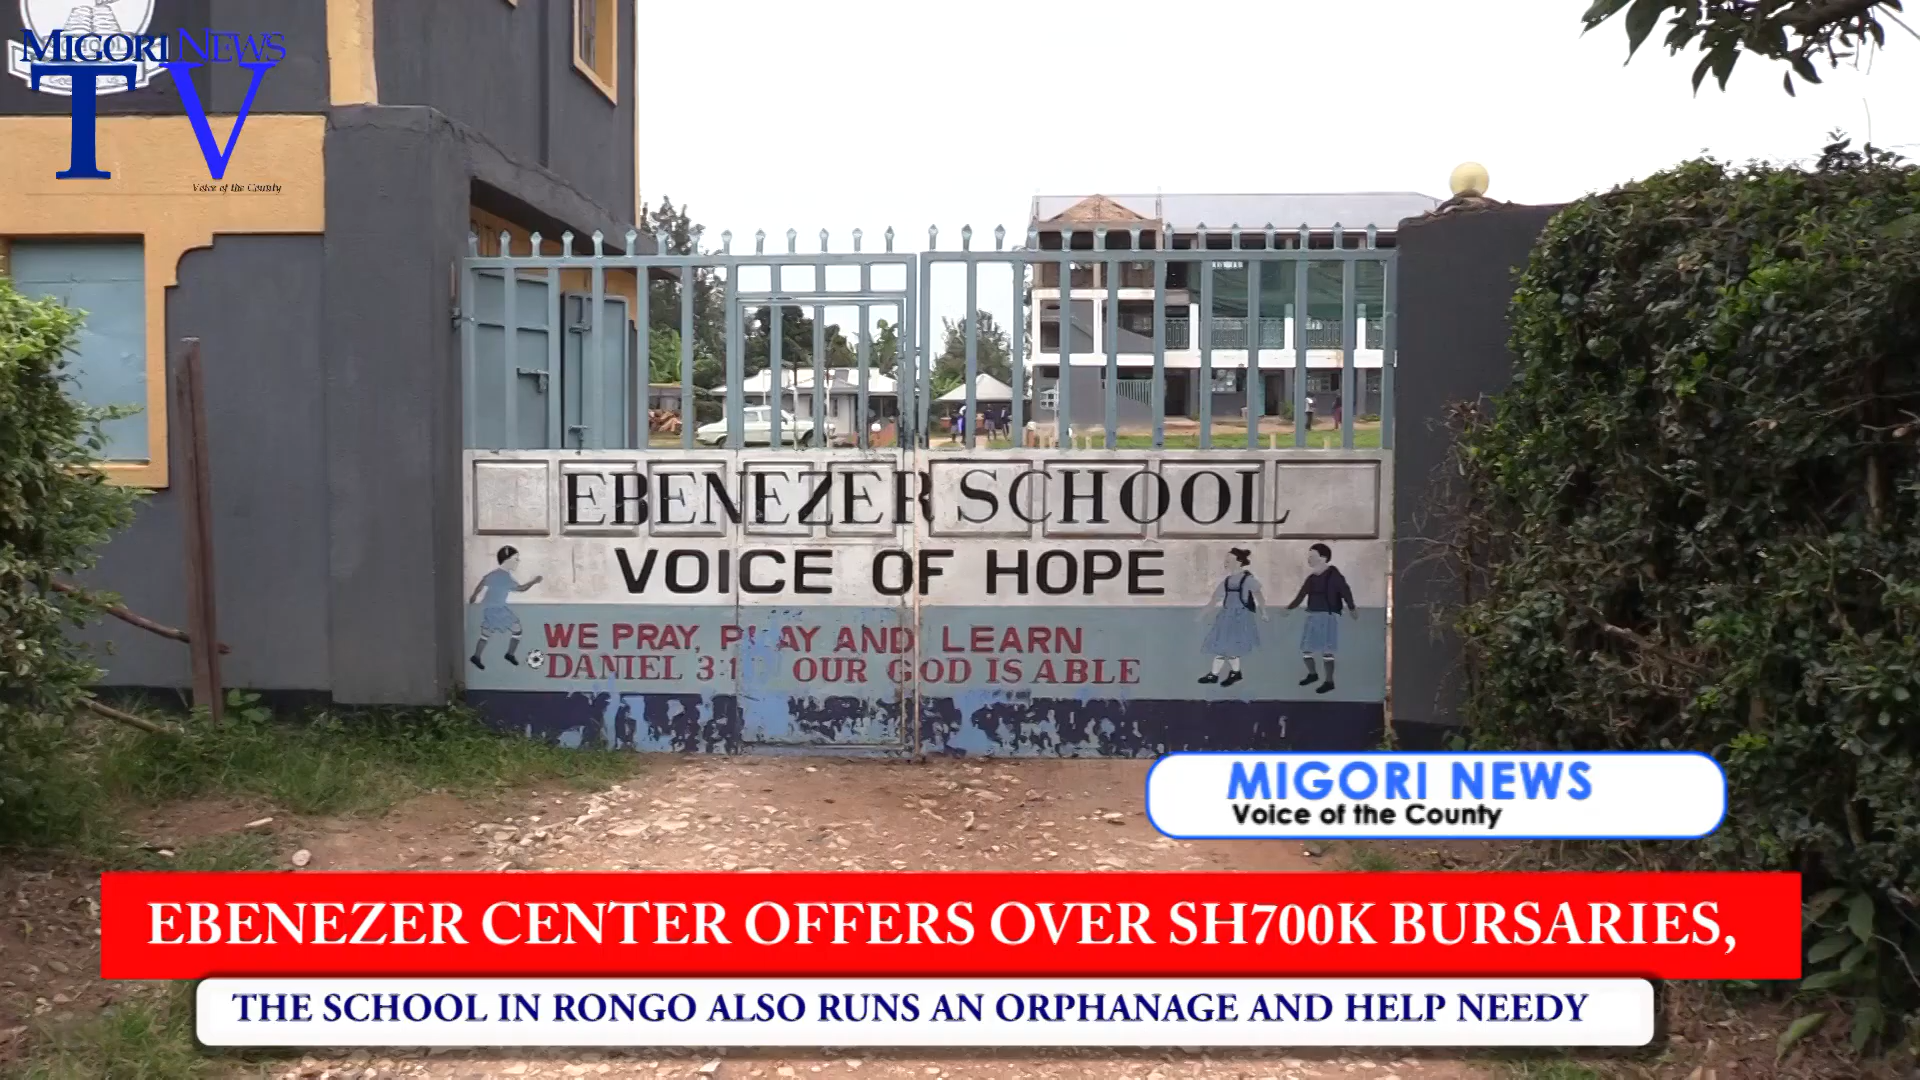 SCHOOL
MIGORI NEWS
TV
Voice of the County
EBENEZER SCHOOL
VOICE OF HOPE
WE PRAY, PLAY AND LEARN
DANIEL 3:1 OUR GOD IS ABLE
MIGORI NEWS
Voice of the County
EBENEZER CENTER OFFERS OVER SH700K BURSARIES,
THE SCHOOL IN RONGO ALSO RUNS AN ORPHANAGE AND HELP NEEDY